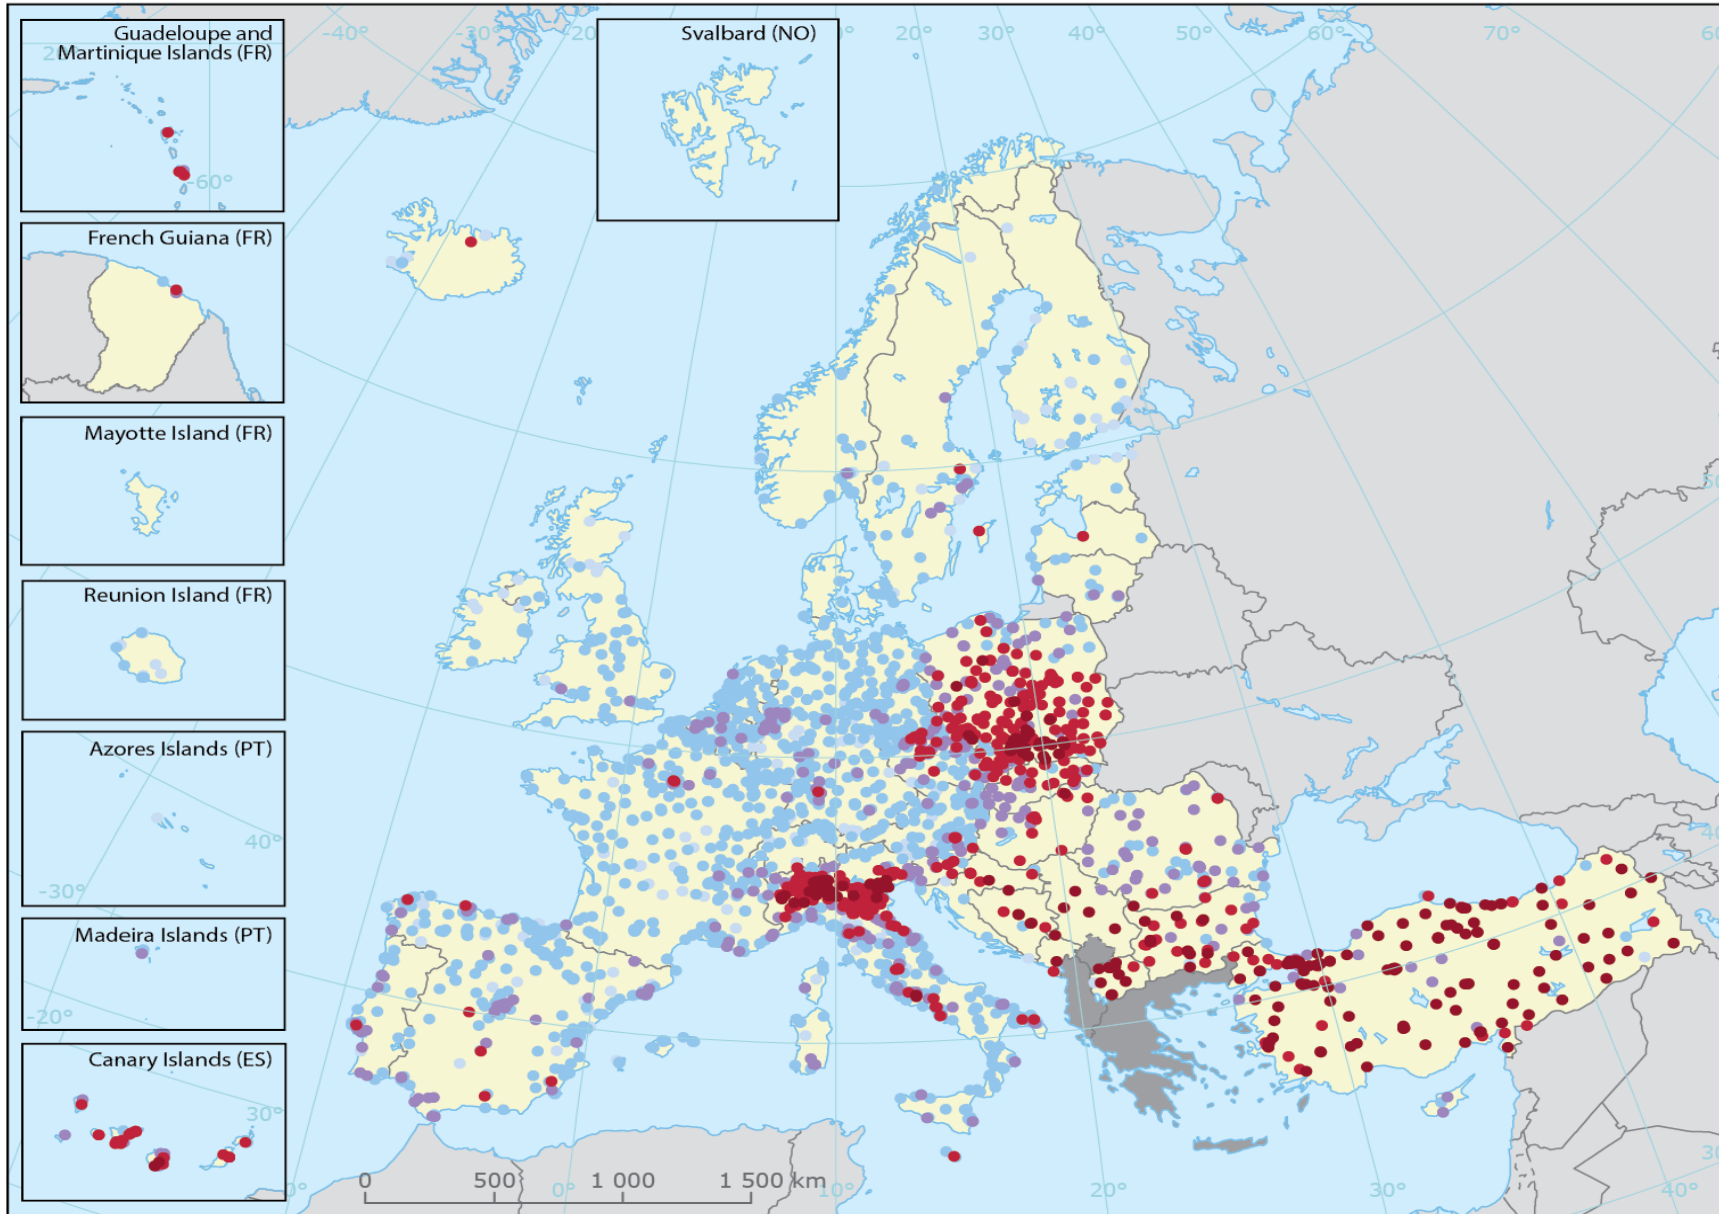 Guadeloupe and
Martinique Islands (FR)
-60°
Svalbard (NO)
-40°
-30°
-20
20°
30°
40°
50°
60°
70°
French Guiana (FR)
Mayotte Island (FR)
Reunion Island (FR)
Azores Islands (PT)
40°
-30°
Madeira Islands (PT)
-20°
Canary Islands (ES)
30°
0 500 1 000 1 500 km
0°
0°
10°
20°
30°
40°